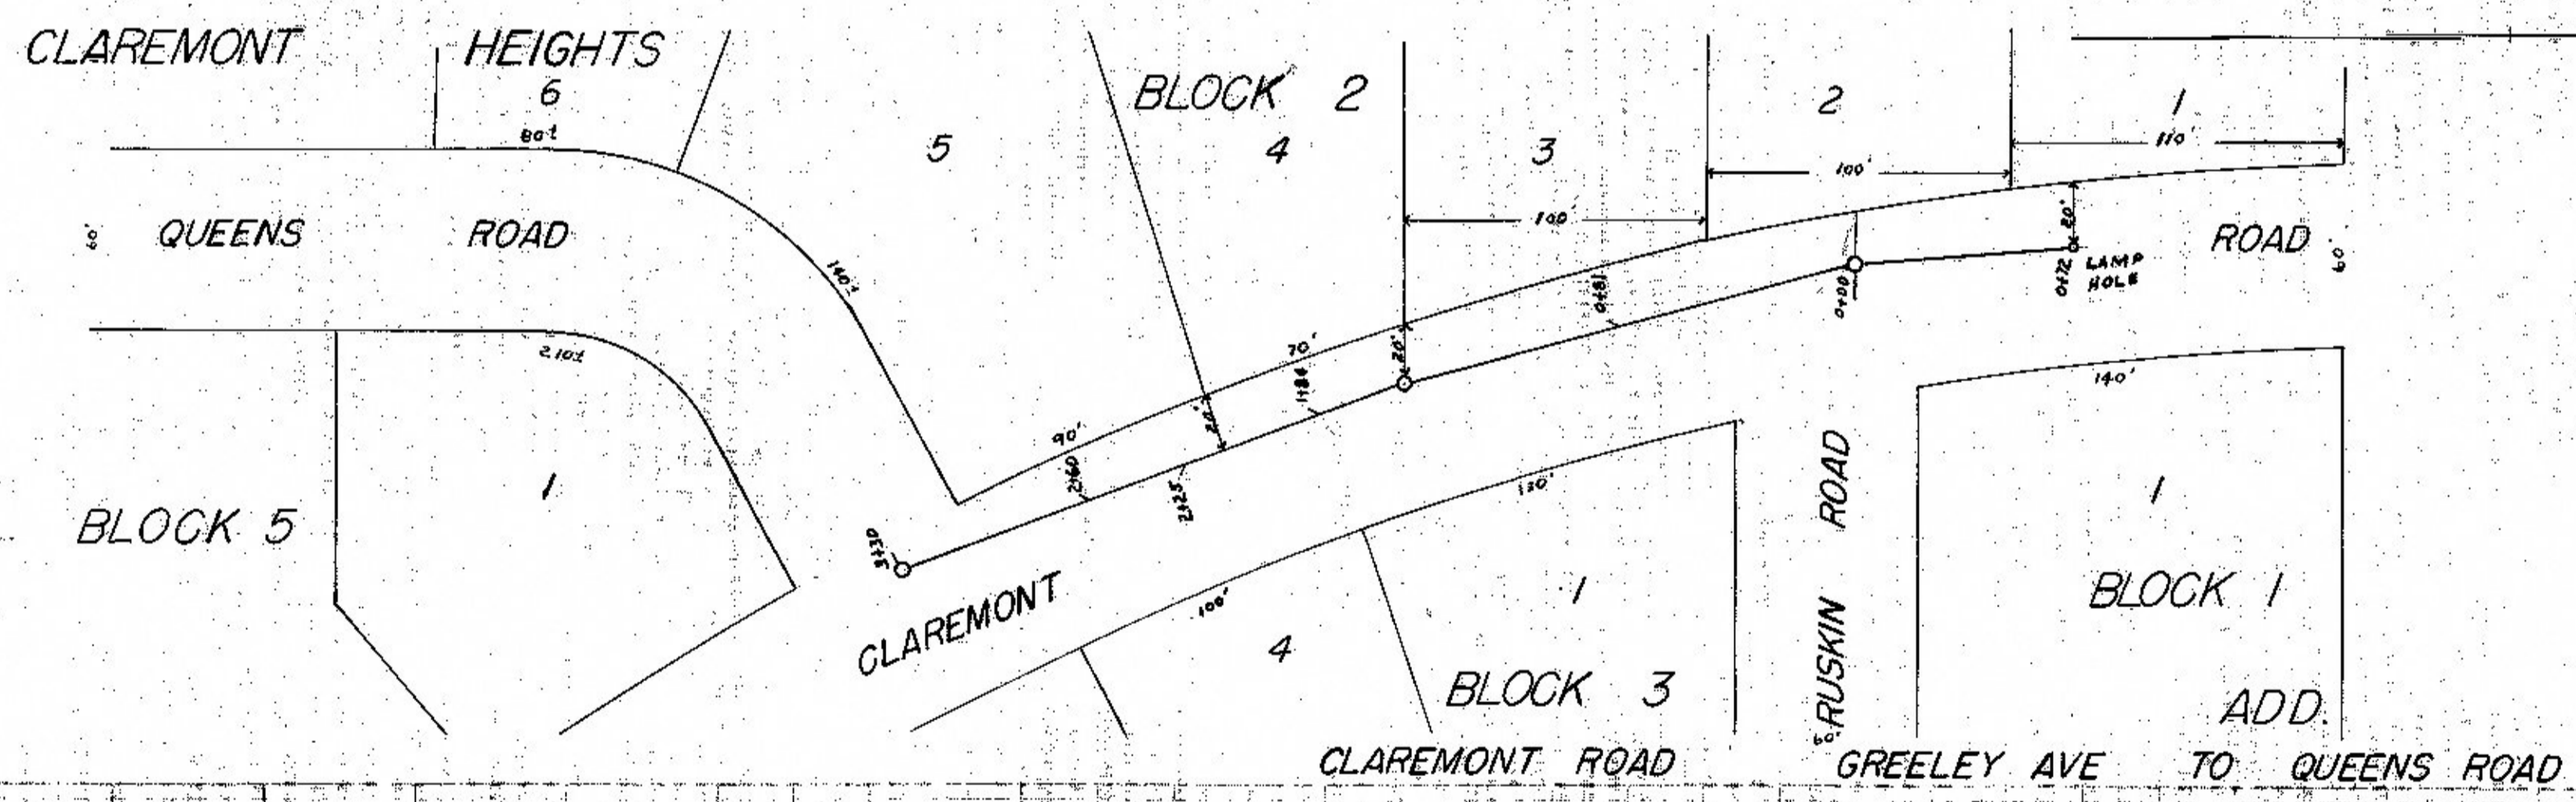 CLAREMONT HEIGHTS
6
80±
BLOCK 2
5
4
3
2
1
110'
100'
100'
QUEENS ROAD
60'
140±
210±
90'
70'
20'
20'
20'
ROAD
60'
LAMP
HOLE
0+72
0+00
0+81
1+84
2+25
2+60
3+30
CLAREMONT
BLOCK 5
1
100'
130'
140'
4
1
BLOCK 3
RUSKIN ROAD
60'
1
BLOCK 1
ADD.
CLAREMONT ROAD GREELEY AVE TO QUEENS ROAD